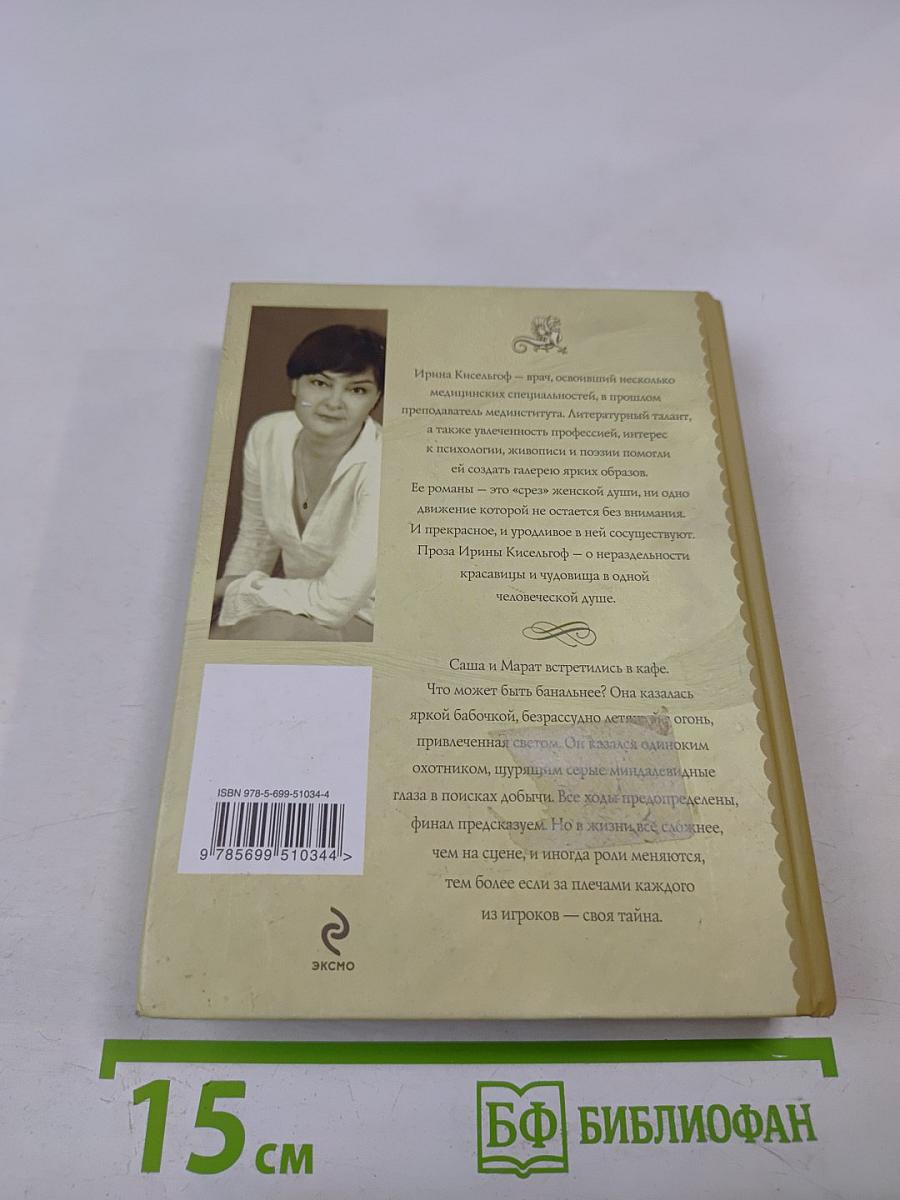 Ирина Кисельгоф — врач, освоивший несколько
медицинских специальностей, в прошлом
преподаватель мединститута. Литературный талант,
а также увлеченность профессией, интерес
к психологии, живописи и поэзии помогли
ей создать галерею ярких образов.
Ее романы — это «срез» женской души, ни одно
движение которой не остается без внимания.
И прекрасное, и уродливое в ней сосуществуют.
Проза Ирины Кисельгоф — о нераздельности
красавицы и чудовища в одной
человеческой душе.
Саша и Марат встретились в кафе.
Что может быть банальнее? Она казалась
яркой бабочкой, безрассудно летящей на огонь,
привлеченная светом. Он казался одиноким
охотником, щурящим серые миндалевидные
глаза в поисках добычи. Все ходы предопределены,
финал предсказуем. Но в жизни все сложнее,
чем на сцене, и иногда роли меняются,
тем более если за плечами каждого
из игроков — своя тайна.
ISBN 978-5-699-51034-4
9 785699 510344 >
ЭКСМО
15 см
БФ БИБЛИОФАН